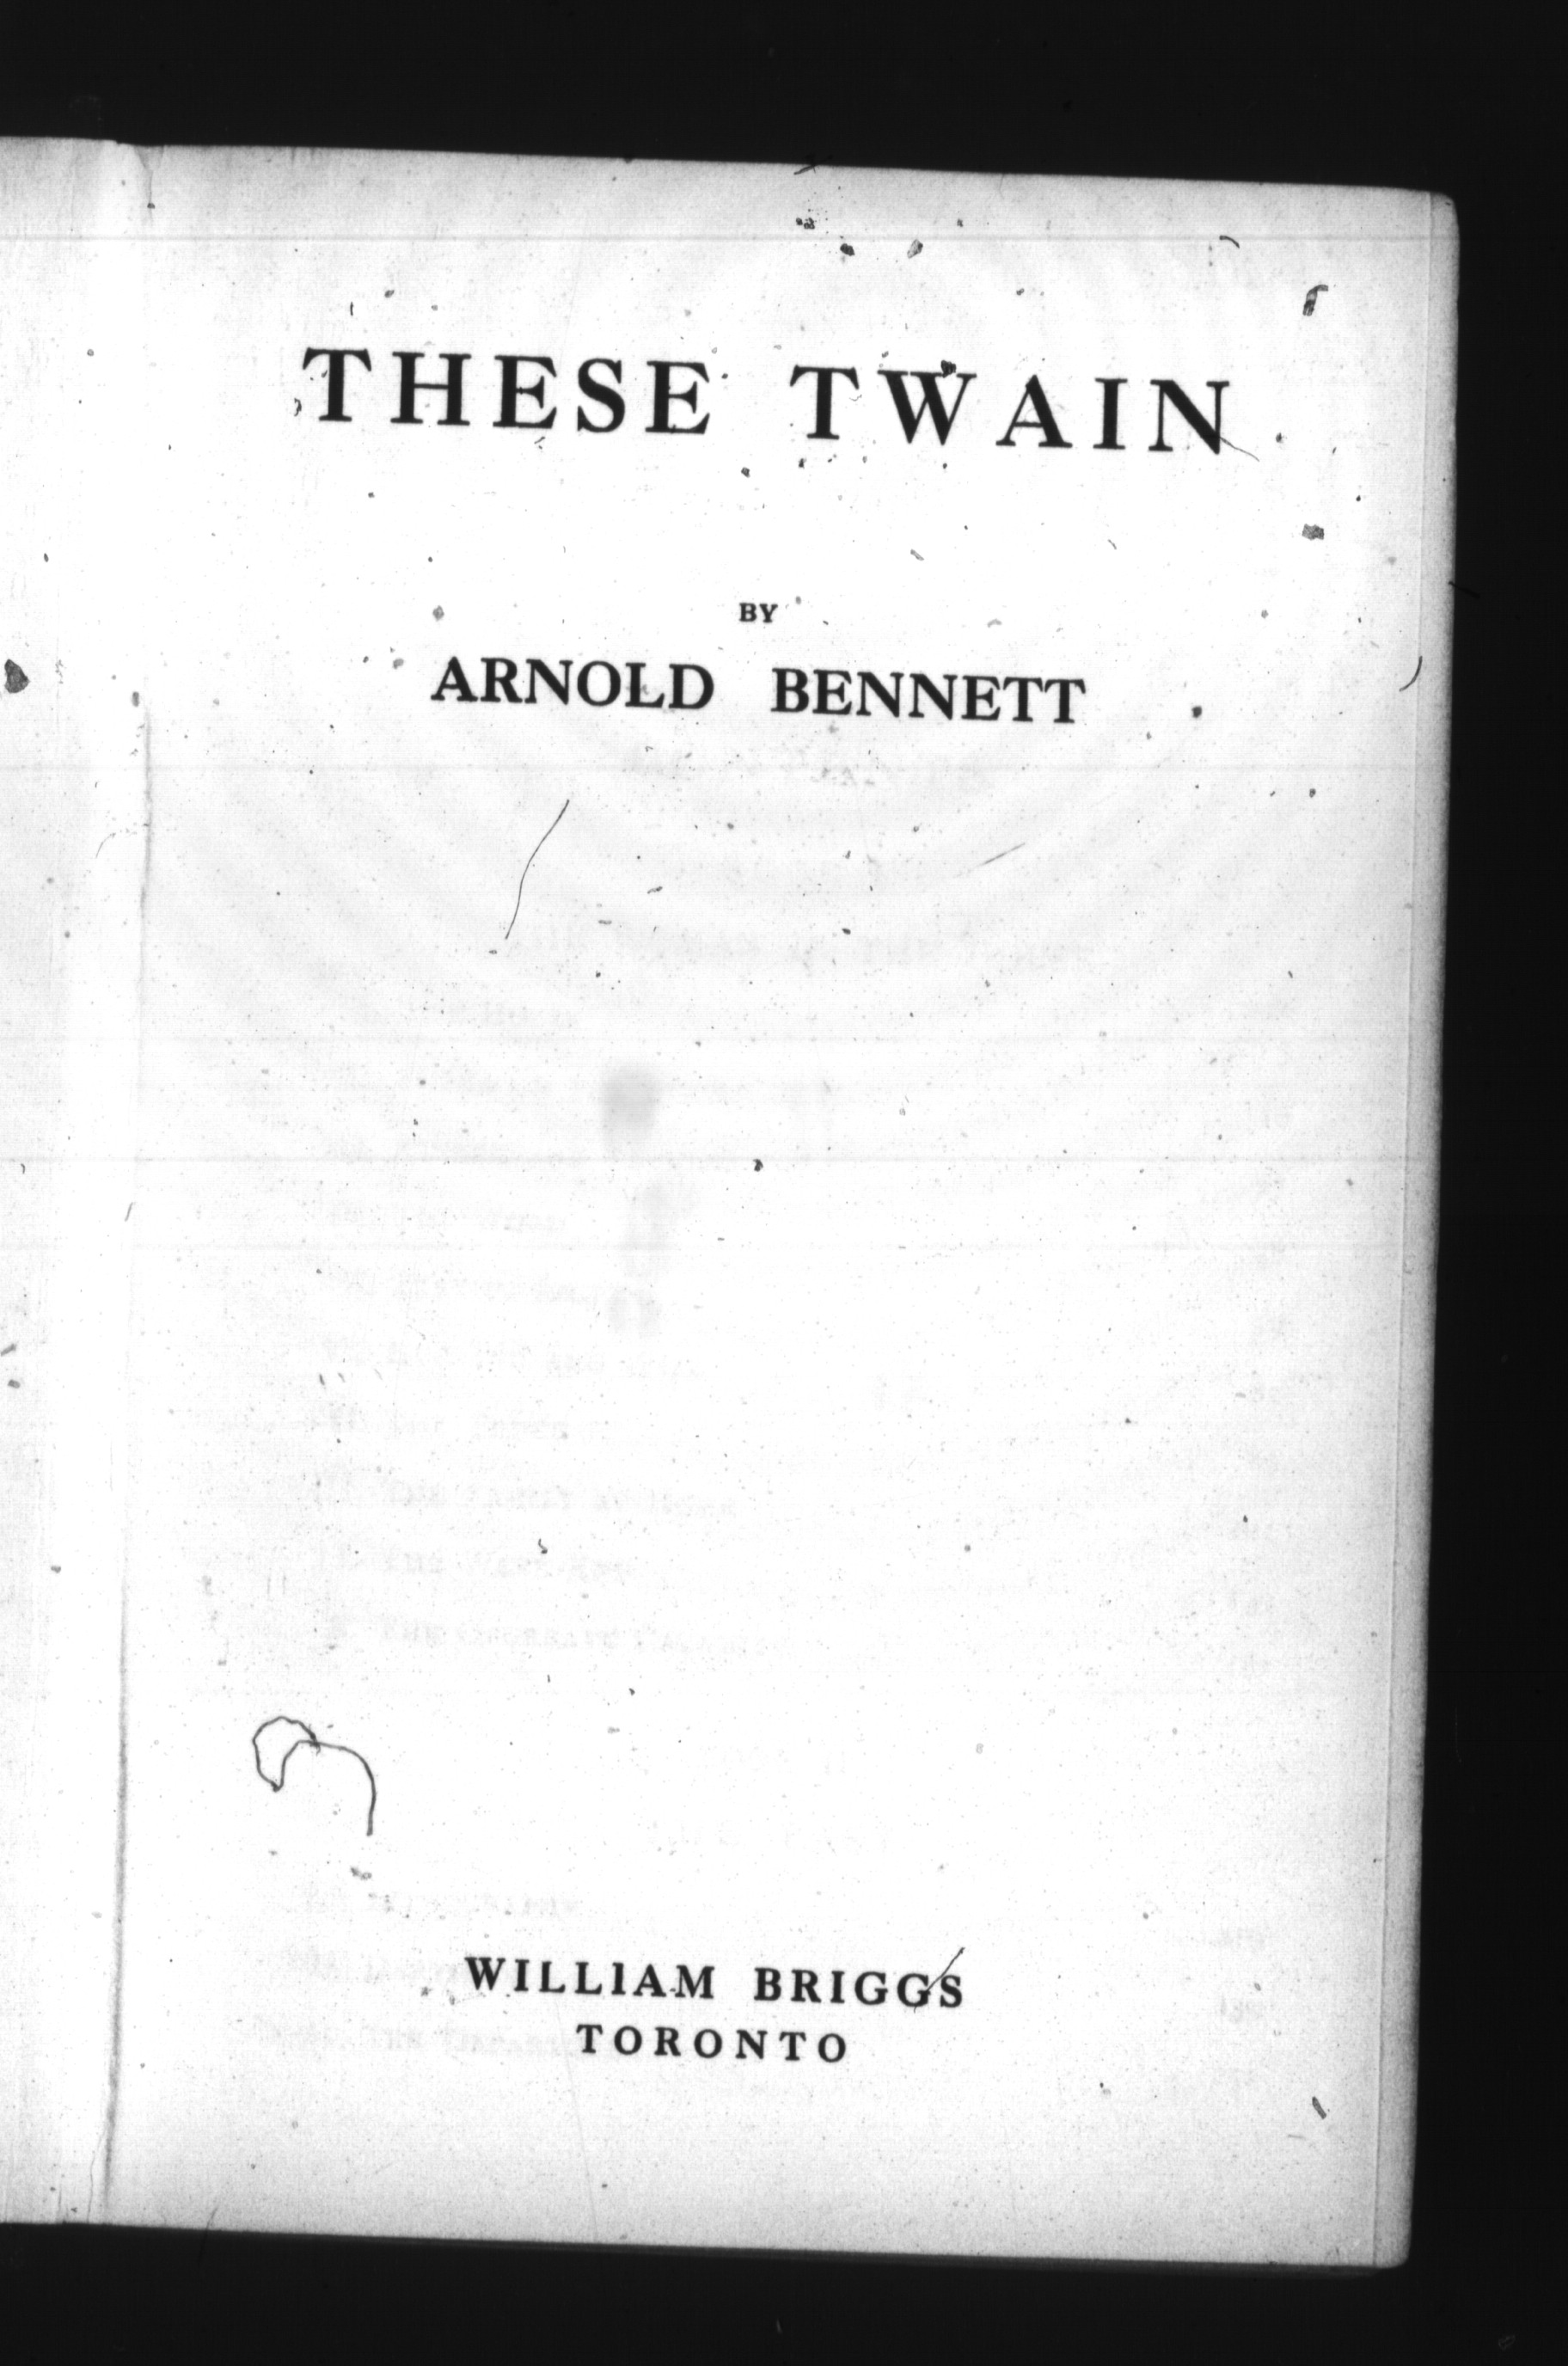 THESE TWAIN
BY
ARNOLD BENNETT
WILLIAM BRIGGS
TORONTO